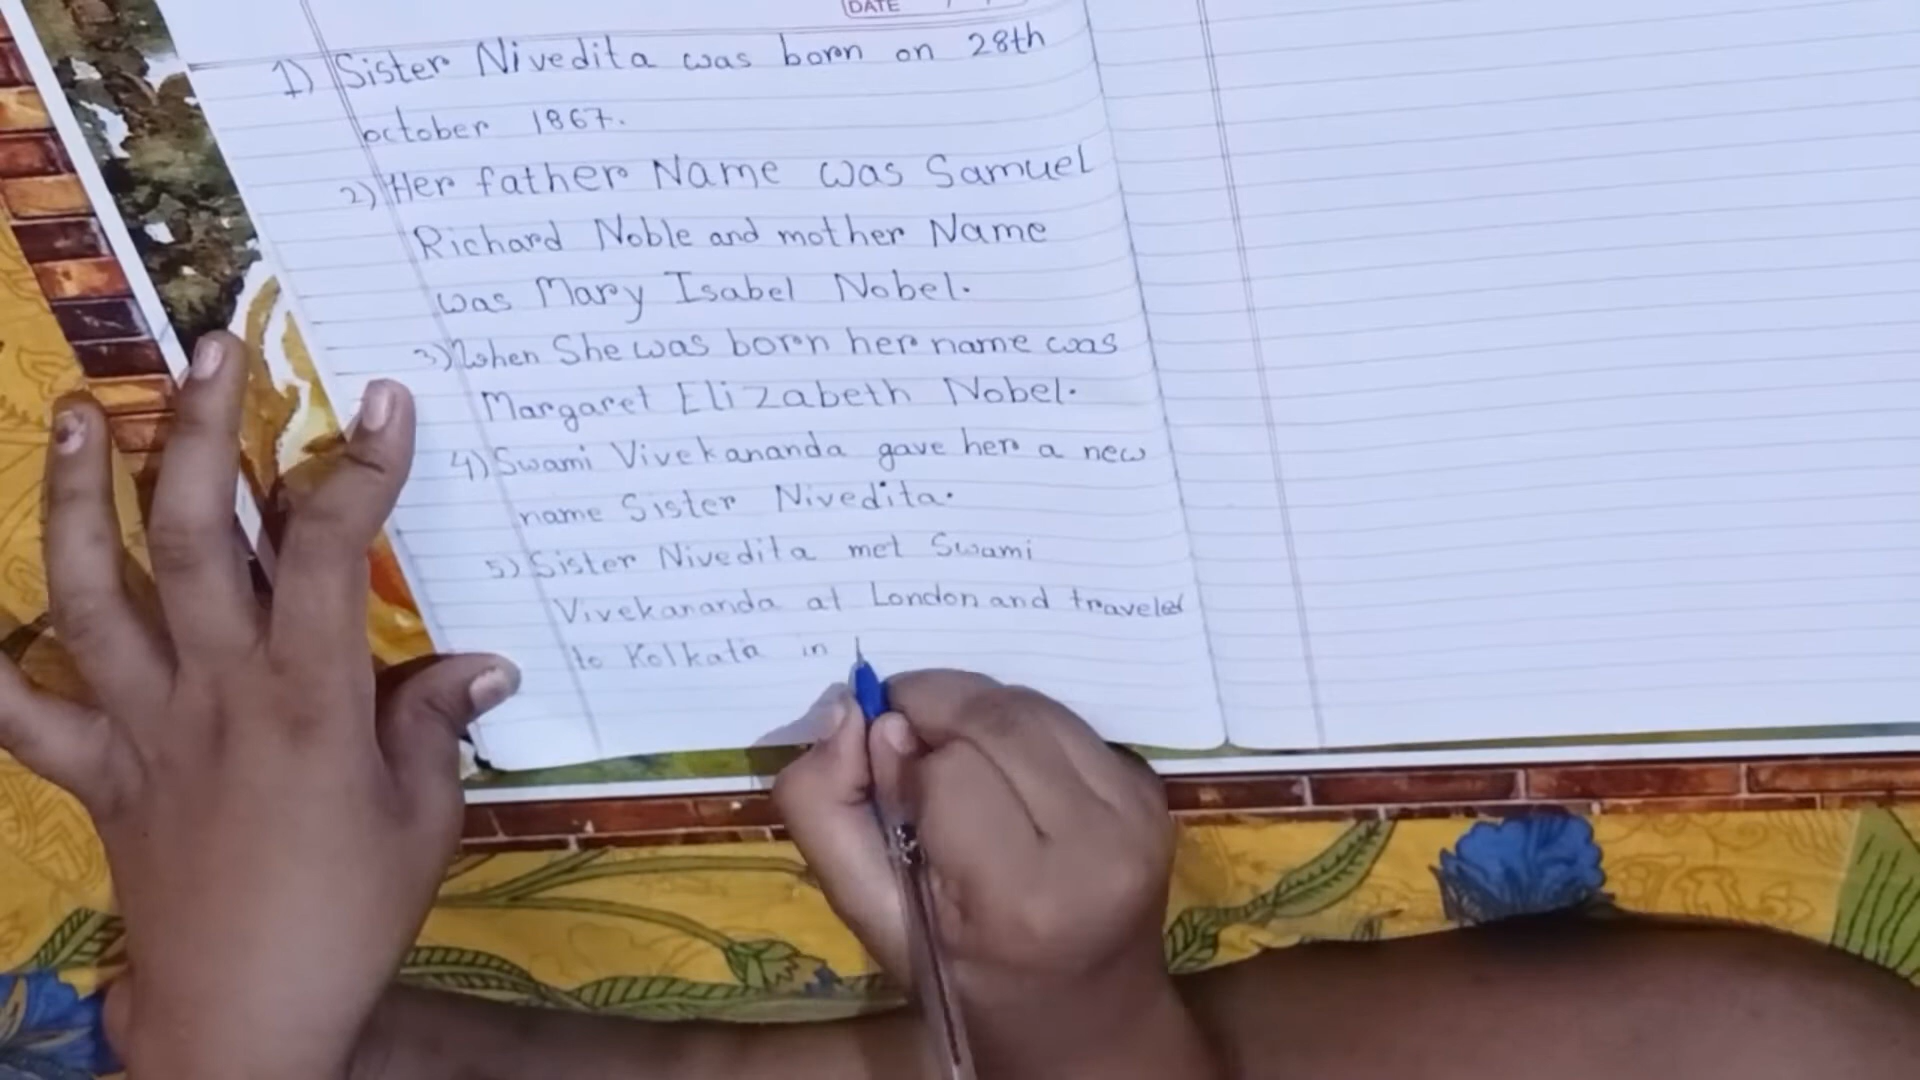 DATE
1) Sister Nivedita was born on 28th
october 1867.
2) Her father Name was Samuel
Richard Noble and mother Name
was Mary Isabel Nobel.
3) When She was born her name was
Margaret Elizabeth Nobel.
4) Swami Vivekananda gave her a new
name Sister Nivedita.
5) Sister Nivedita met Swami
Vivekananda at London and traveled
to Kolkata in